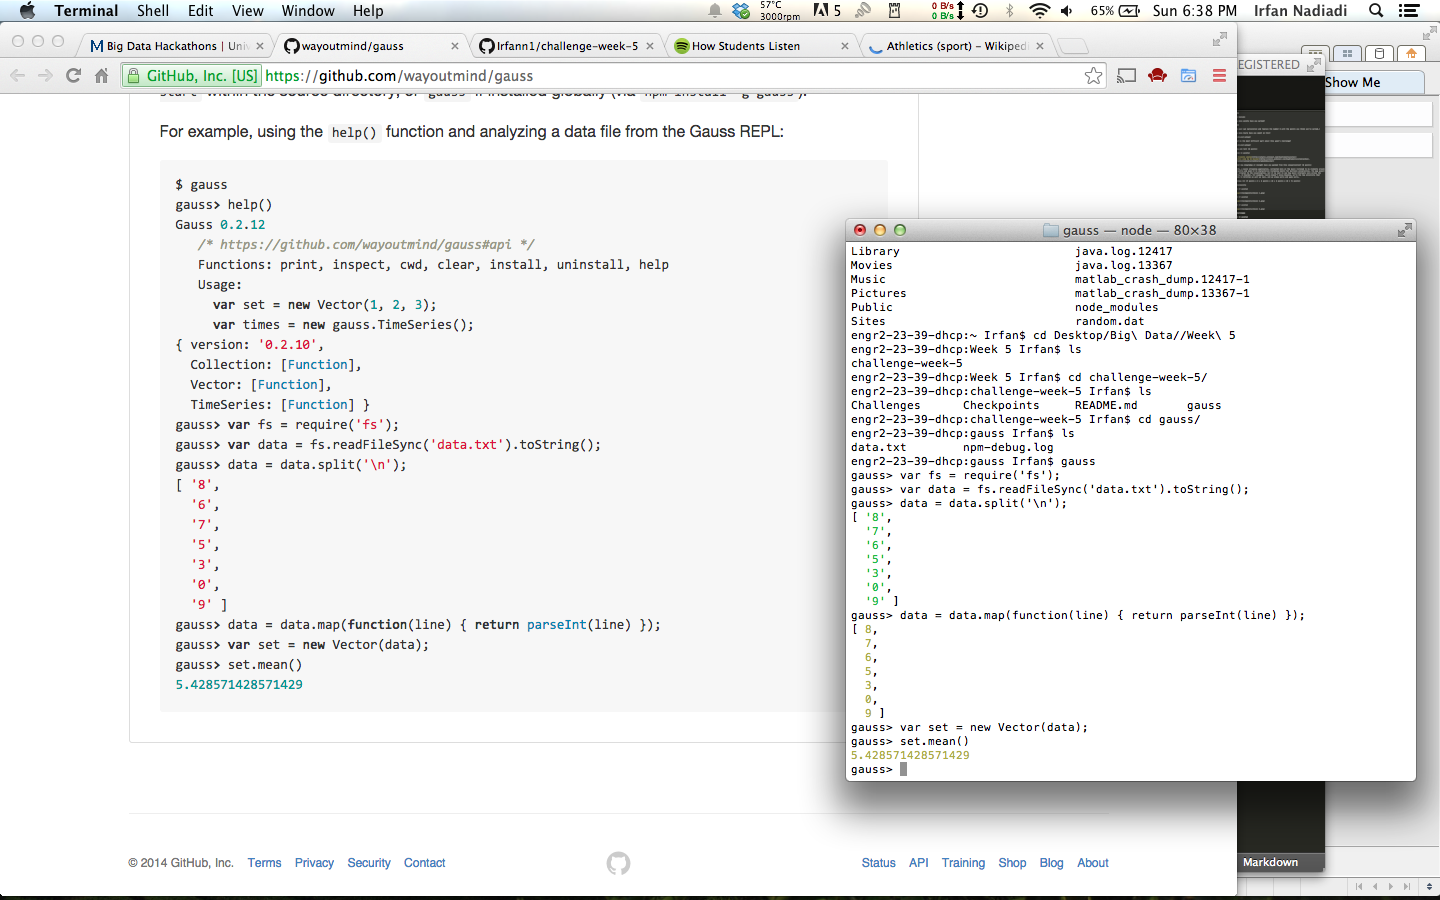 Terminal Shell Edit View Window Help
57°C
3000rpm
5
0 B/s
0 B/s
65%
Sun 6:38 PM Irfan Nadiadi
M Big Data Hackathons | Uni
wayoutmind/gauss
Irfann1/challenge-week-5
How Students Listen
Athletics (sport) – Wikiped
GitHub, Inc. [US] https://github.com/wayoutmind/gauss
EGISTERED
Show Me
start within the source directory, or gauss if installed globally (via npm install -g gauss).
For example, using the help() function and analyzing a data file from the Gauss REPL:
$ gauss
gauss> help()
Gauss 0.2.12
/* https://github.com/wayoutmind/gauss#api */
Functions: print, inspect, cwd, clear, install, uninstall, help
Usage:
var set = new Vector(1, 2, 3);
var times = new gauss.TimeSeries();
{ version: '0.2.10',
Collection: [Function],
Vector: [Function],
TimeSeries: [Function] }
gauss> var fs = require('fs');
gauss> var data = fs.readFileSync('data.txt').toString();
gauss> data = data.split('\n');
[ '8',
'6',
'7',
'5',
'3',
'0',
'9' ]
gauss> data = data.map(function(line) { return parseInt(line) });
gauss> var set = new Vector(data);
gauss> set.mean()
5.428571428571429
gauss — node — 80×38
Library java.log.12417
Movies java.log.13367
Music matlab_crash_dump.12417-1
Pictures matlab_crash_dump.13367-1
Public node_modules
Sites random.dat
engr2-23-39-dhcp:~ Irfan$ cd Desktop/Big\ Data//Week\ 5
engr2-23-39-dhcp:Week 5 Irfan$ ls
challenge-week-5
engr2-23-39-dhcp:Week 5 Irfan$ cd challenge-week-5/
engr2-23-39-dhcp:challenge-week-5 Irfan$ ls
Challenges Checkpoints README.md gauss
engr2-23-39-dhcp:challenge-week-5 Irfan$ cd gauss/
engr2-23-39-dhcp:gauss Irfan$ ls
data.txt npm-debug.log
engr2-23-39-dhcp:gauss Irfan$ gauss
gauss> var fs = require('fs');
gauss> var data = fs.readFileSync('data.txt').toString();
gauss> data = data.split('\n');
[ '8',
'7',
'6',
'5',
'3',
'0',
'9' ]
gauss> data = data.map(function(line) { return parseInt(line) });
[ 8,
7,
6,
5,
3,
0,
9 ]
gauss> var set = new Vector(data);
gauss> set.mean()
5.428571428571429
gauss>
© 2014 GitHub, Inc. Terms Privacy Security Contact
Status API Training Shop Blog About
Markdown